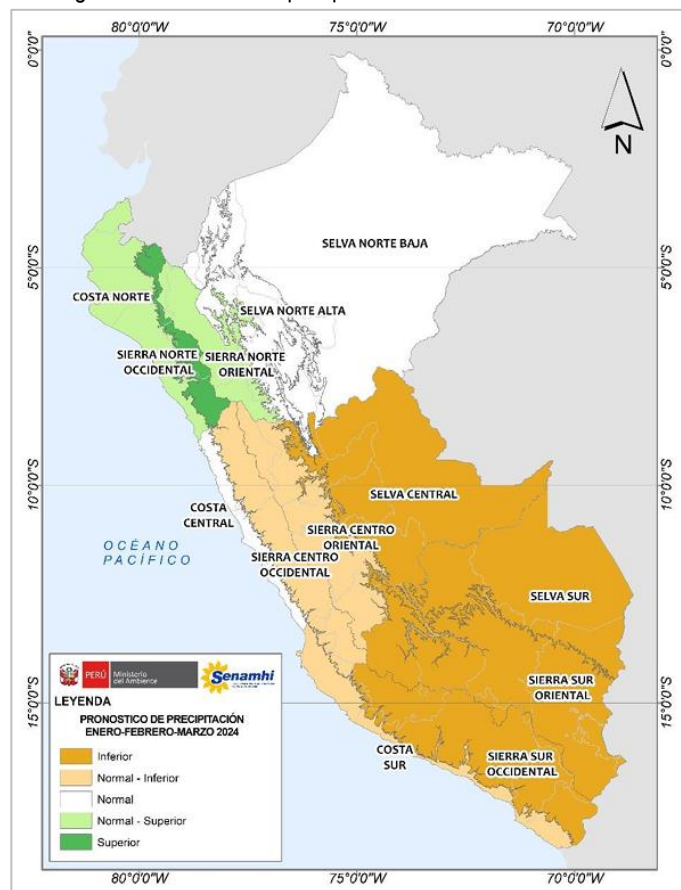 80°0'0"W 75°0'0"W 70°0'0"W
0°0'0" 0°0'0"
N
SELVA NORTE BAJA
5°0'0"S 5°0'0"S
COSTA NORTE
SELVA NORTE ALTA
SIERRA NORTE
OCCIDENTAL
SIERRA NORTE
ORIENTAL
10°0'0"S 10°0'0"S
SELVA CENTRAL
COSTA
CENTRAL
SIERRA CENTRO
ORIENTAL
OCÉANO
PACÍFICO
SIERRA CENTRO
OCCIDENTAL
SELVA SUR
PERÚ Ministerio
del Ambiente
Senamhi
SIERRA SUR
ORIENTAL
15°0'0"S 15°0'0"S
LEYENDA
PRONOSTICO DE PRECIPITACIÓN
ENERO-FEBRERO-MARZO 2024
COSTA
SUR
SIERRA SUR
OCCIDENTAL
Inferior
Normal - Inferior
Normal
Normal - Superior
Superior
80°0'0"W 75°0'0"W 70°0'0"W